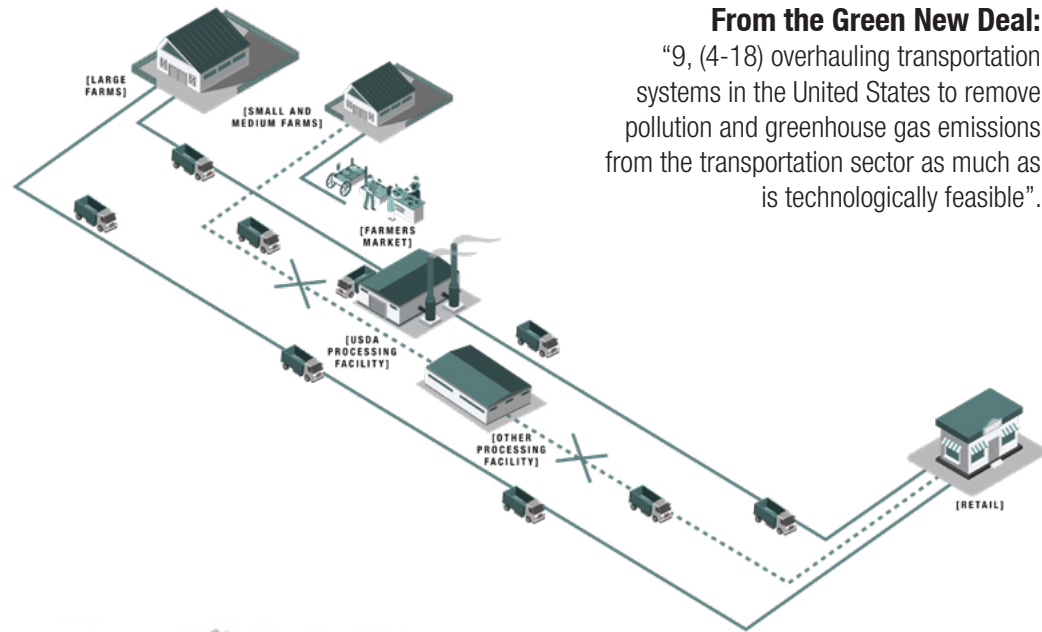 From the Green New Deal:
“9, (4-18) overhauling transportation
systems in the United States to remove
pollution and greenhouse gas emissions
from the transportation sector as much as
is technologically feasible”.
[LARGE
FARMS]
[SMALL AND
MEDIUM FARMS]
[FARMERS
MARKET]
[USDA
PROCESSING
FACILITY]
[OTHER
PROCESSING
FACILITY]
[RETAIL]